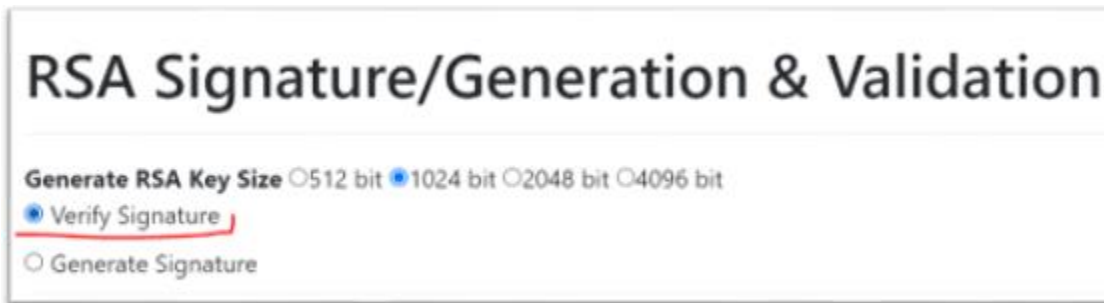 RSA Signature/Generation & Validation
Generate RSA Key Size 512 bit 1024 bit 2048 bit 4096 bit
Verify Signature
Generate Signature